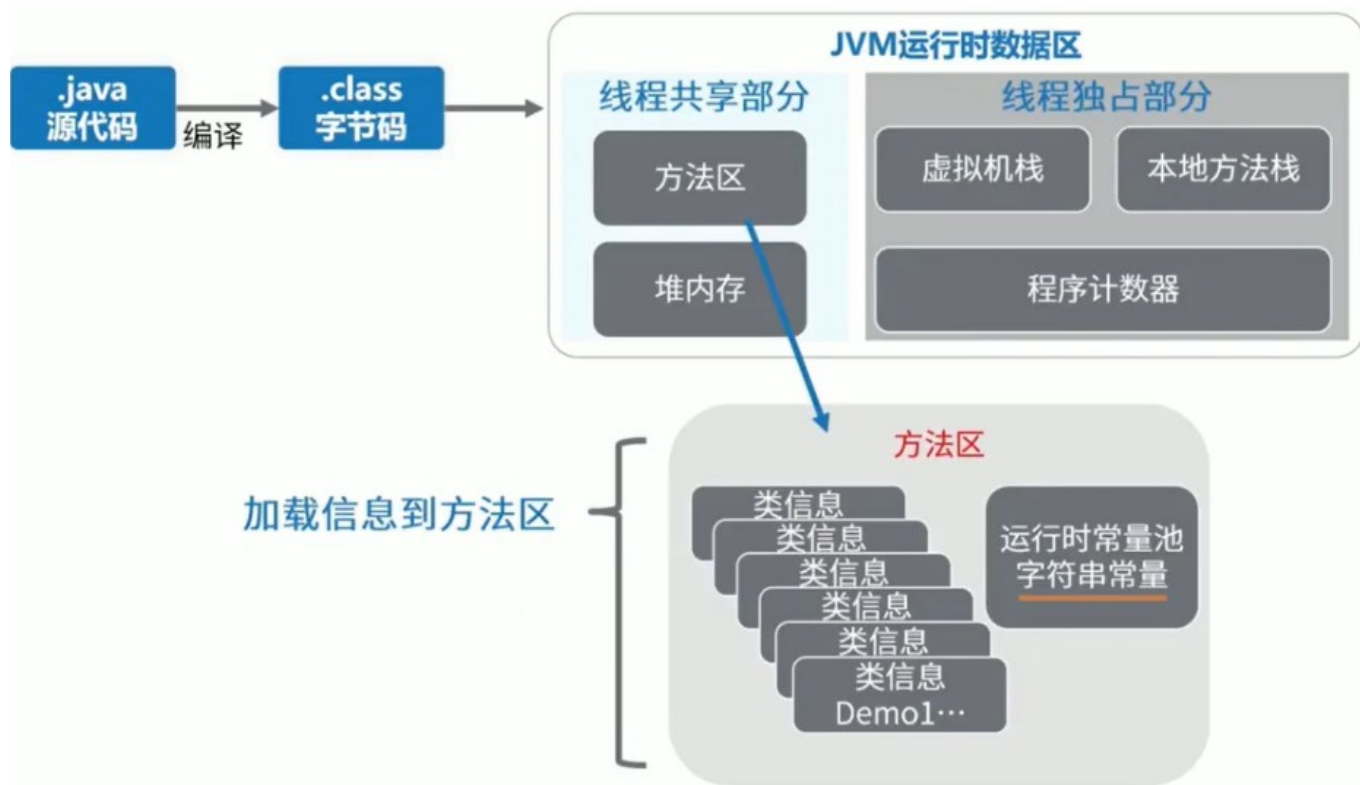 JVM运行时数据区
.java
源代码
编译
.class
字节码
线程共享部分
方法区
堆内存
线程独占部分
虚拟机栈
本地方法栈
程序计数器
加载信息到方法区
方法区
类信息
类信息
类信息
类信息
类信息
类信息
Demo1…
运行时常量池
字符串常量